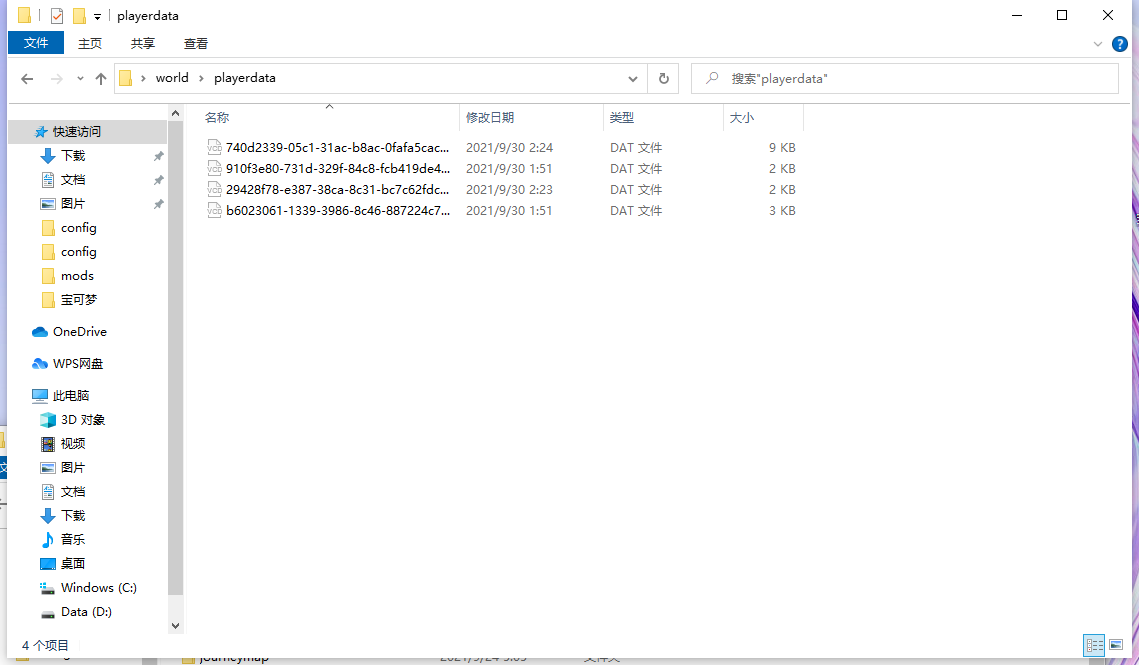 playerdata
文件 主页 共享 查看
world playerdata 搜索"playerdata"
名称 修改日期 类型 大小
740d2339-05c1-31ac-b8ac-0fafa5cac... 2021/9/30 2:24 DAT 文件 9 KB
910f3e80-731d-329f-84c8-fcb419de4... 2021/9/30 1:51 DAT 文件 2 KB
29428f78-e387-38ca-8c31-bc7c62fdc... 2021/9/30 2:23 DAT 文件 2 KB
b6023061-1339-3986-8c46-887224c7... 2021/9/30 1:51 DAT 文件 3 KB
快速访问
下载
文档
图片
config
config
mods
宝可梦
OneDrive
WPS网盘
此电脑
3D 对象
视频
图片
文档
下载
音乐
桌面
Windows (C:)
Data (D:)
4 个项目
journeymap